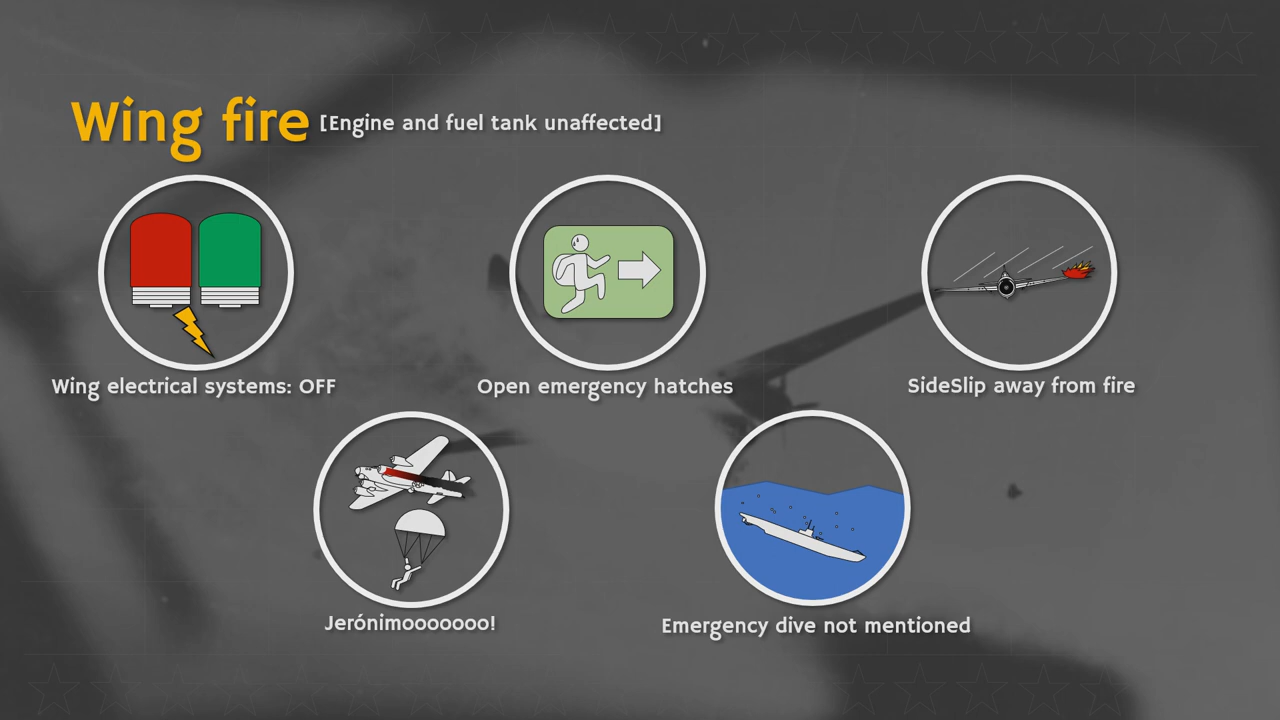 Wing fire [Engine and fuel tank unaffected]
Wing electrical systems: OFF
Open emergency hatches
SideSlip away from fire
Jerónimooooooo!
Emergency dive not mentioned